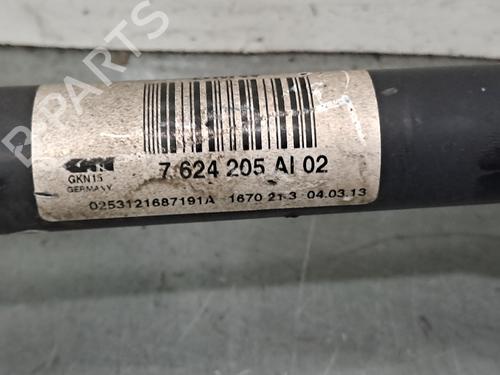 B-PARTS
GKN
7 624 205 AI 02
GKN15
GERMANY
0253121687191A 1670 21-3 04.03.13